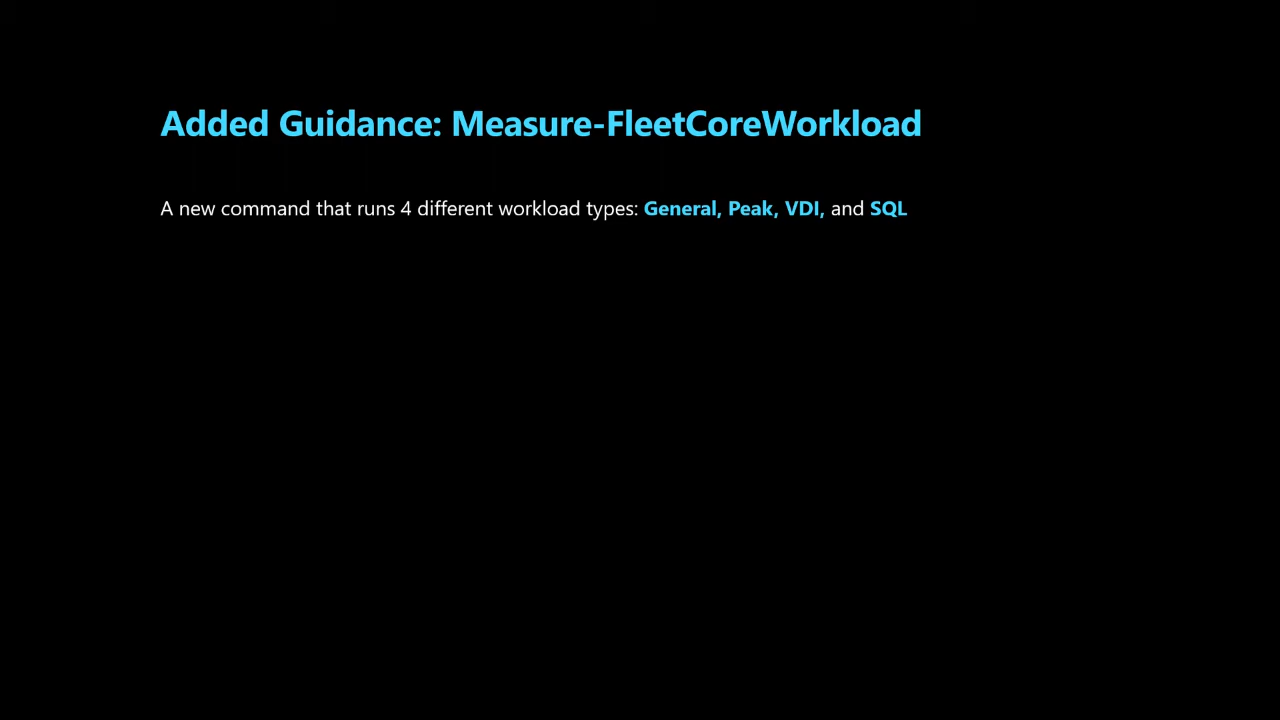 Added Guidance: Measure-FleetCoreWorkload
A new command that runs 4 different workload types: General, Peak, VDI, and SQL